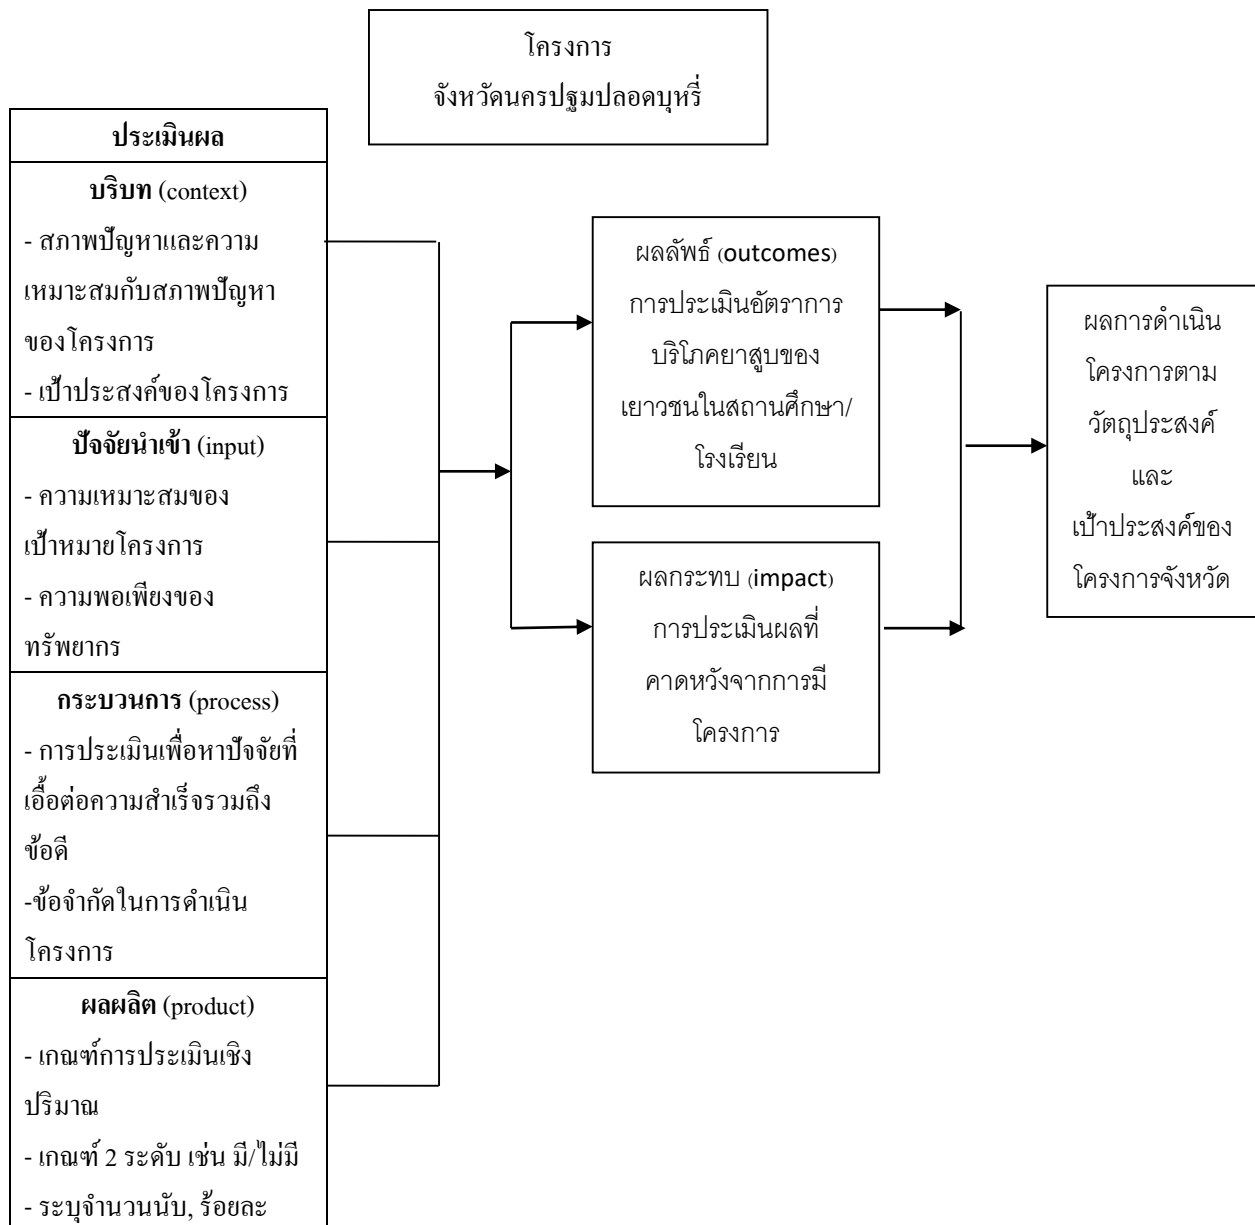 โครงการ
จังหวัดนครปฐมปลอดบุหรี่
ประเมินผล
บริบท (context)
- สภาพปัญหาและความ
เหมาะสมกับสภาพปัญหา
ของโครงการ
- เป้าประสงค์ของโครงการ
ปัจจัยนำเข้า (input)
- ความเหมาะสมของ
เป้าหมายโครงการ
- ความพอเพียงของ
ทรัพยากร
กระบวนการ (process)
- การประเมินเพื่อหาปัจจัยที่
เอื้อต่อความสำเร็จรวมถึง
ข้อดี
-ข้อจำกัดในการดำเนิน
โครงการ
ผลผลิต (product)
- เกณฑ์การประเมินเชิง
ปริมาณ
- เกณฑ์ 2 ระดับ เช่น มี/ไม่มี
- ระบุจำนวนนับ, ร้อยละ
ผลลัพธ์ (outcomes)
การประเมินอัตราการ
บริโภคยาสูบของ
เยาวชนในสถานศึกษา/
โรงเรียน
ผลกระทบ (impact)
การประเมินผลที่
คาดหวังจากการมี
โครงการ
ผลการดำเนิน
โครงการตาม
วัตถุประสงค์
และ
เป้าประสงค์ของ
โครงการจังหวัด